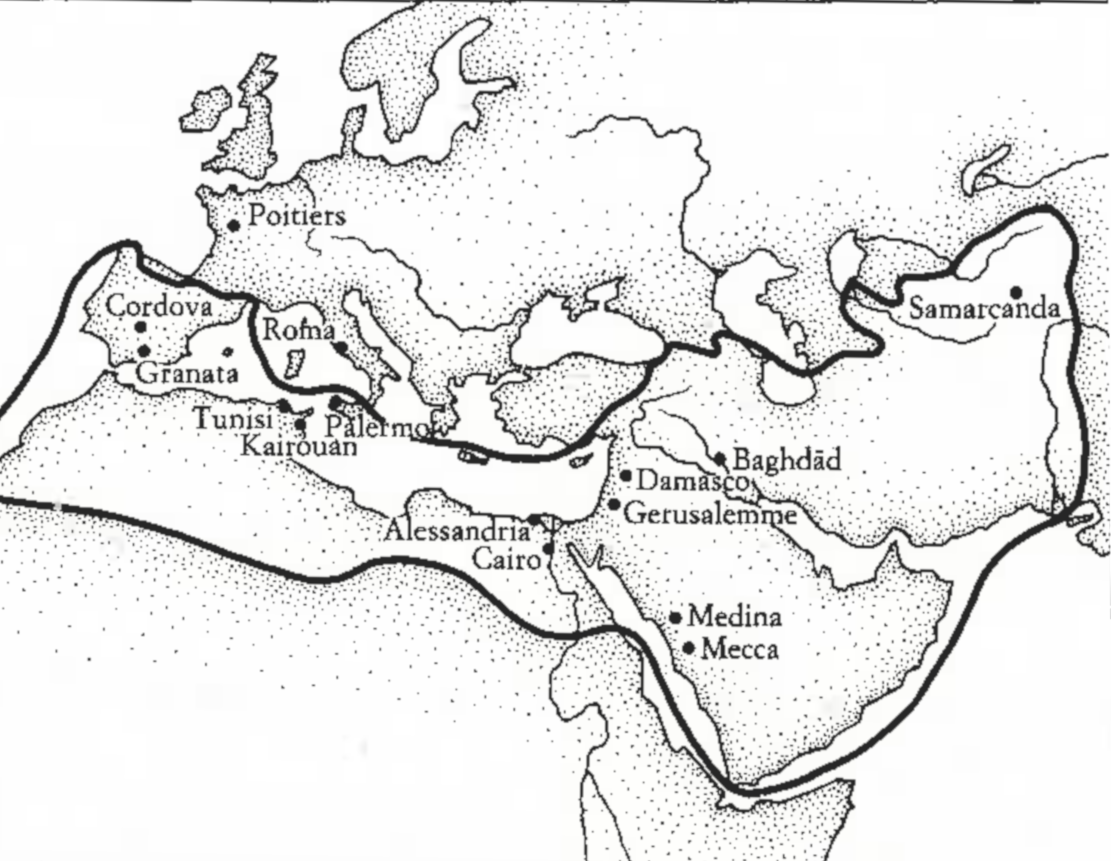 Poitiers
Cordova
Samarcanda
Roma
Granata
Tunisi
Palermo
Kairouan
Baghdād
Damasco
Gerusalemme
Alessandria
Cairo
Medina
Mecca